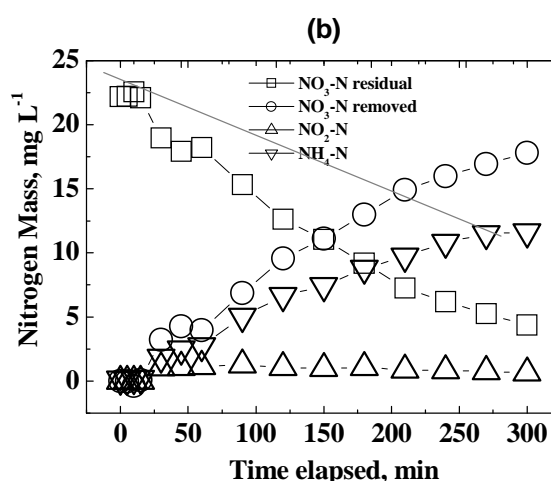 (b)
25
20
15
10
5
0
Nitrogen Mass, mg L-1
NO3-N residual
NO3-N removed
NO2-N
NH4-N
0 50 100 150 200 250 300
Time elapsed, min